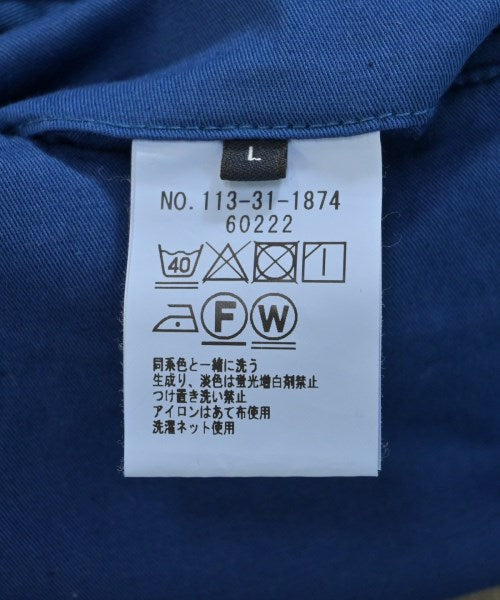 L
NO. 113-31-1874
60222
40
F W
同系色と一緒に洗う
生成り、淡色は蛍光増白剤禁止
つけ置き洗い禁止
アイロンはあて布使用
洗濯ネット使用